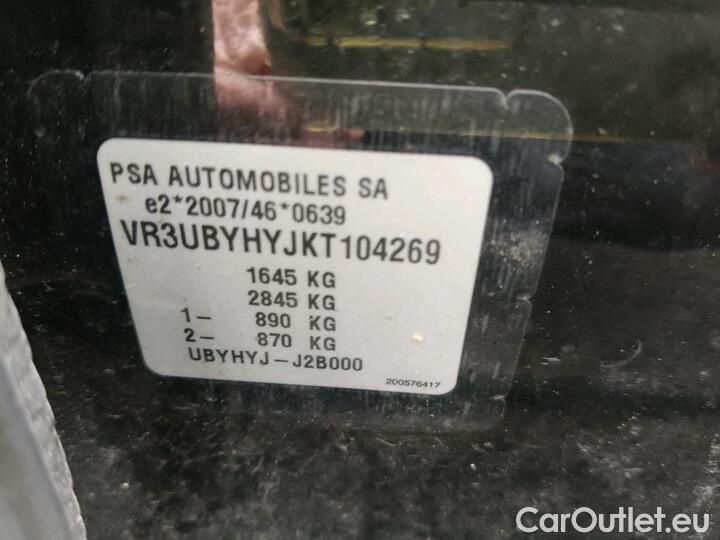 PSA AUTOMOBILES SA
e2*2007/46*0639
VR3UBYHYJKT104269
1645 KG
2845 KG
1– 890 KG
2– 870 KG
UBYHYJ–J2B000
200576417
CarOutlet.eu